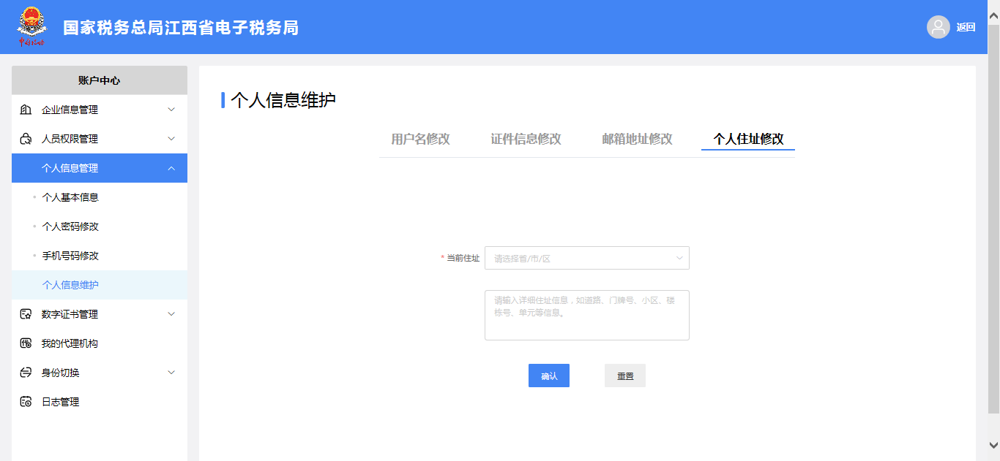 国家税务总局江西省电子税务局
返回
账户中心
企业信息管理
人员权限管理
个人信息管理
个人基本信息
个人密码修改
手机号码修改
个人信息维护
数字证书管理
我的代理机构
身份切换
日志管理
个人信息维护
用户名修改 证件信息修改 邮箱地址修改 个人住址修改
* 当前住址 请选择省/市/区
请输入详细住址信息，如道路、门牌号、小区、楼
栋号、单元等信息。
确认 重置